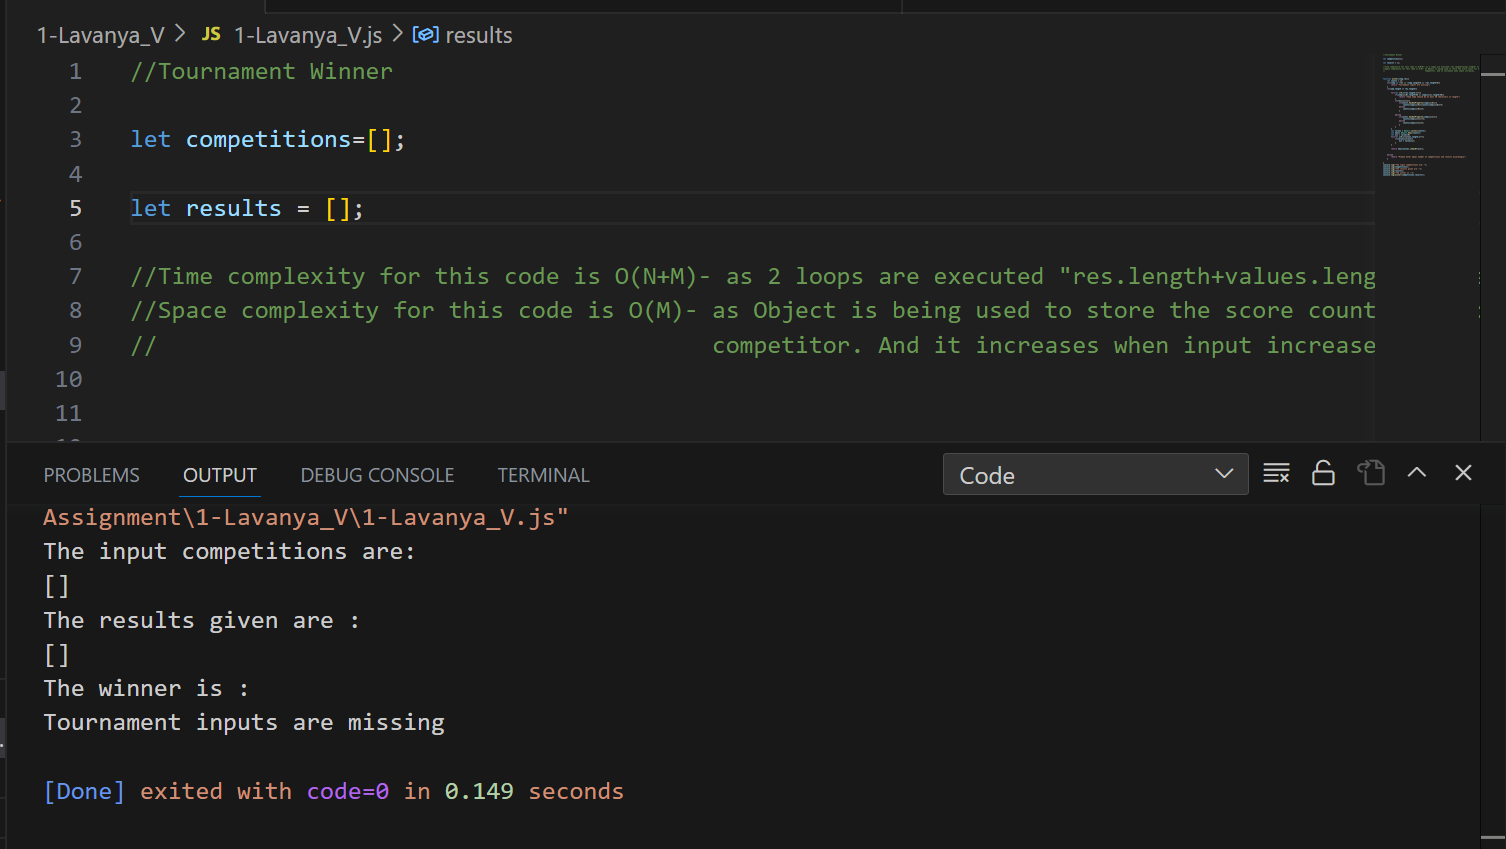 1-Lavanya_V > JS 1-Lavanya_V.js > results
1 //Tournament Winner
2
3 let competitions=[];
4
5 let results = [];
6
7 //Time complexity for this code is O(N+M)- as 2 loops are executed "res.length+values.leng
8 //Space complexity for this code is O(M)- as Object is being used to store the score count
9 // competitor. And it increases when input increase
10
11
PROBLEMS OUTPUT DEBUG CONSOLE TERMINAL Code
Assignment\1-Lavanya_V\1-Lavanya_V.js"
The input competitions are:
[]
The results given are :
[]
The winner is :
Tournament inputs are missing
[Done] exited with code=0 in 0.149 seconds